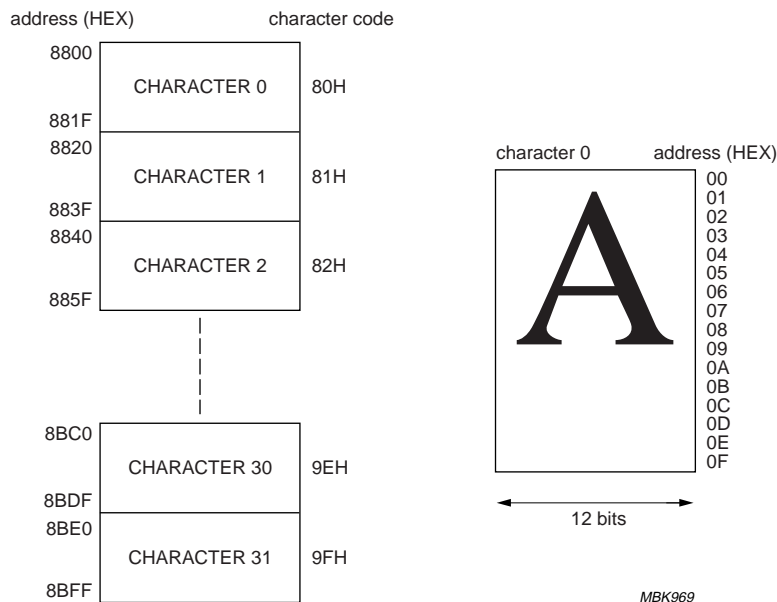 address (HEX) character code
8800
CHARACTER 0 80H
881F
8820
CHARACTER 1 81H
883F
8840
CHARACTER 2 82H
885F
8BC0
CHARACTER 30 9EH
8BDF
8BE0
CHARACTER 31 9FH
8BFF
character 0 address (HEX)
A
00
01
02
03
04
05
06
07
08
09
0A
0B
0C
0D
0E
0F
12 bits
MBK969